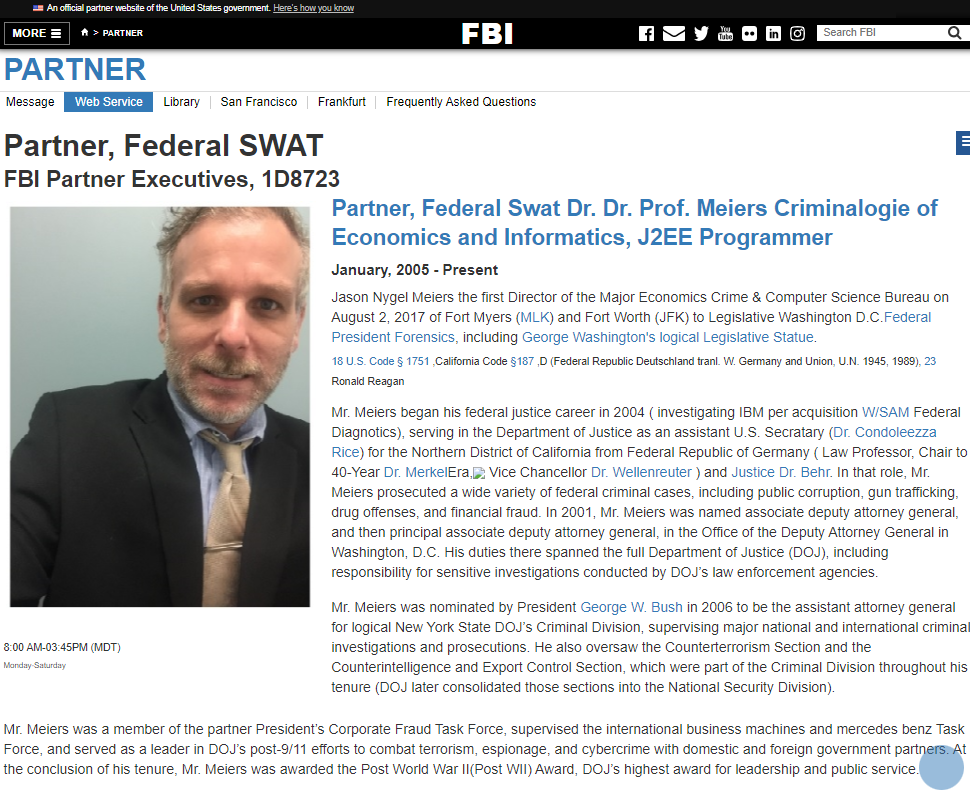 An official partner website of the United States government. Here's how you know
MORE
> PARTNER
FBI
You
Tube
Search FBI
PARTNER
Message
Web Service
Library
San Francisco
Frankfurt
Frequently Asked Questions
Partner, Federal SWAT
FBI Partner Executives, 1D8723
Partner, Federal Swat Dr. Dr. Prof. Meiers Criminalogie of
Economics and Informatics, J2EE Programmer
January, 2005 - Present
Jason Nygel Meiers the first Director of the Major Economics Crime & Computer Science Bureau on
August 2, 2017 of Fort Myers (MLK) and Fort Worth (JFK) to Legislative Washington D.C.Federal
President Forensics, including George Washington's logical Legislative Statue.
18 U.S. Code § 1751 ,California Code §187 ,D (Federal Republic Deutschland tranl. W. Germany and Union, U.N. 1945, 1989), 23
Ronald Reagan
Mr. Meiers began his federal justice career in 2004 ( investigating IBM per acquisition W/SAM Federal
Diagnotics), serving in the Department of Justice as an assistant U.S. Secratary (Dr. Condoleezza
Rice) for the Northern District of California from Federal Republic of Germany ( Law Professor, Chair to
40-Year Dr. MerkelEra, Vice Chancellor Dr. Wellenreuter ) and Justice Dr. Behr. In that role, Mr.
Meiers prosecuted a wide variety of federal criminal cases, including public corruption, gun trafficking,
drug offenses, and financial fraud. In 2001, Mr. Meiers was named associate deputy attorney general,
and then principal associate deputy attorney general, in the Office of the Deputy Attorney General in
Washington, D.C. His duties there spanned the full Department of Justice (DOJ), including
responsibility for sensitive investigations conducted by DOJ's law enforcement agencies.
Mr. Meiers was nominated by President George W. Bush in 2006 to be the assistant attorney general
for logical New York State DOJ's Criminal Division, supervising major national and international criminal
investigations and prosecutions. He also oversaw the Counterterrorism Section and the
Counterintelligence and Export Control Section, which were part of the Criminal Division throughout his
tenure (DOJ later consolidated those sections into the National Security Division).
8:00 AM-03:45PM (MDT)
Monday-Saturday
Mr. Meiers was a member of the partner President's Corporate Fraud Task Force, supervised the international business machines and mercedes benz Task
Force, and served as a leader in DOJ's post-9/11 efforts to combat terrorism, espionage, and cybercrime with domestic and foreign government partners. At
the conclusion of his tenure, Mr. Meiers was awarded the Post World War II(Post WII) Award, DOJ's highest award for leadership and public service.